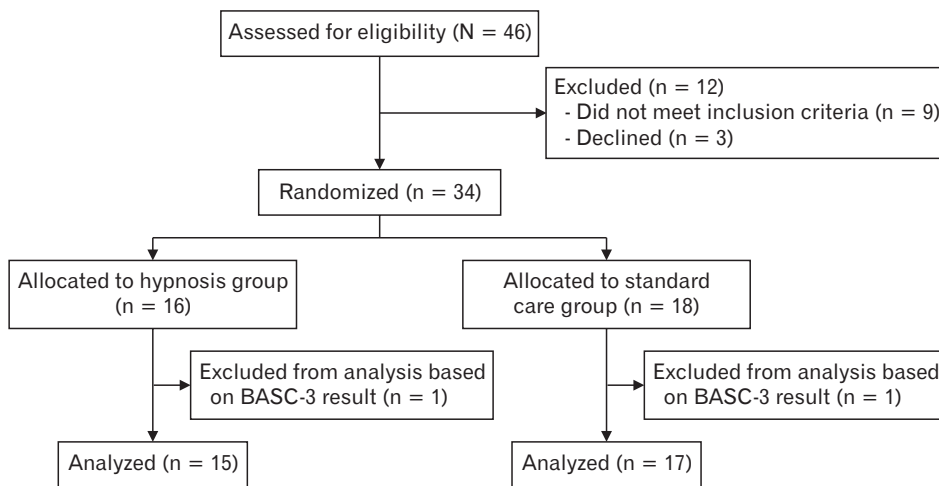 Assessed for eligibility (N = 46)
Excluded (n = 12)
- Did not meet inclusion criteria (n = 9)
- Declined (n = 3)
Randomized (n = 34)
Allocated to hypnosis group
(n = 16)
Allocated to standard
care group (n = 18)
Excluded from analysis based
on BASC-3 result (n = 1)
Excluded from analysis based
on BASC-3 result (n = 1)
Analyzed (n = 15)
Analyzed (n = 17)